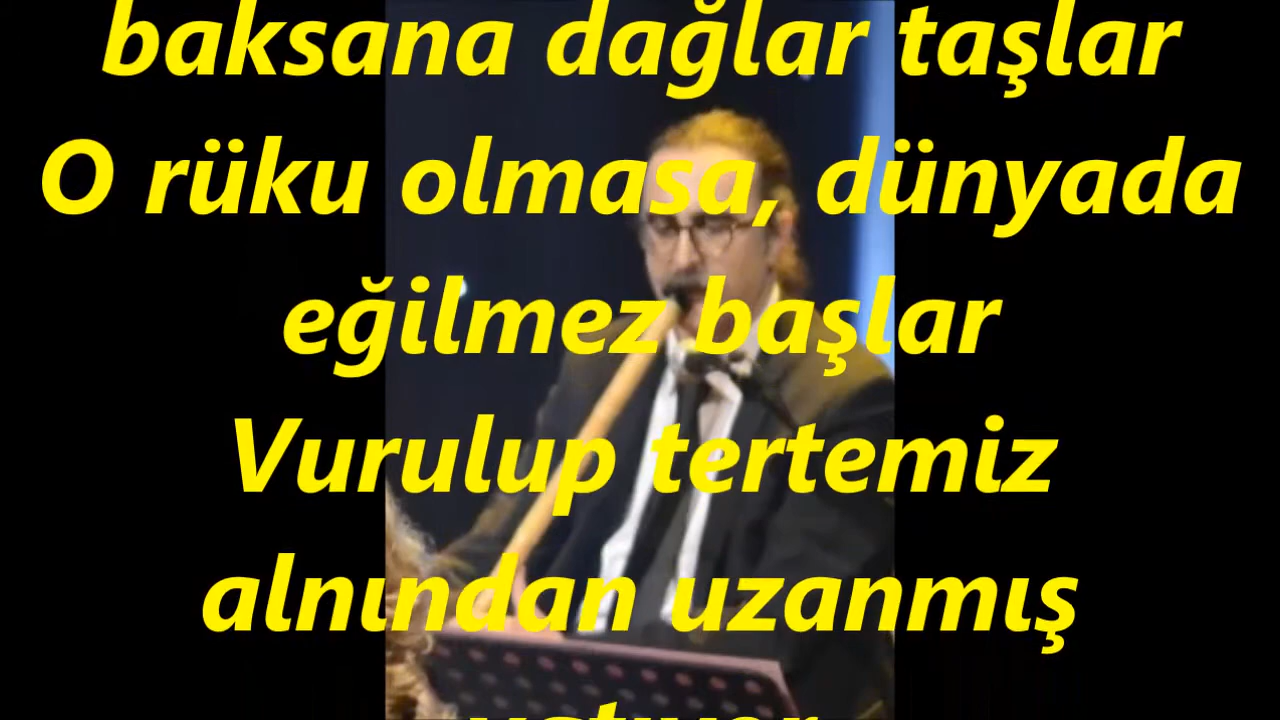 baksana dağlar taşlar
O rüku olmasa, dünyada
eğilmez başlar
Vurulup tertemiz
alnından uzanmış